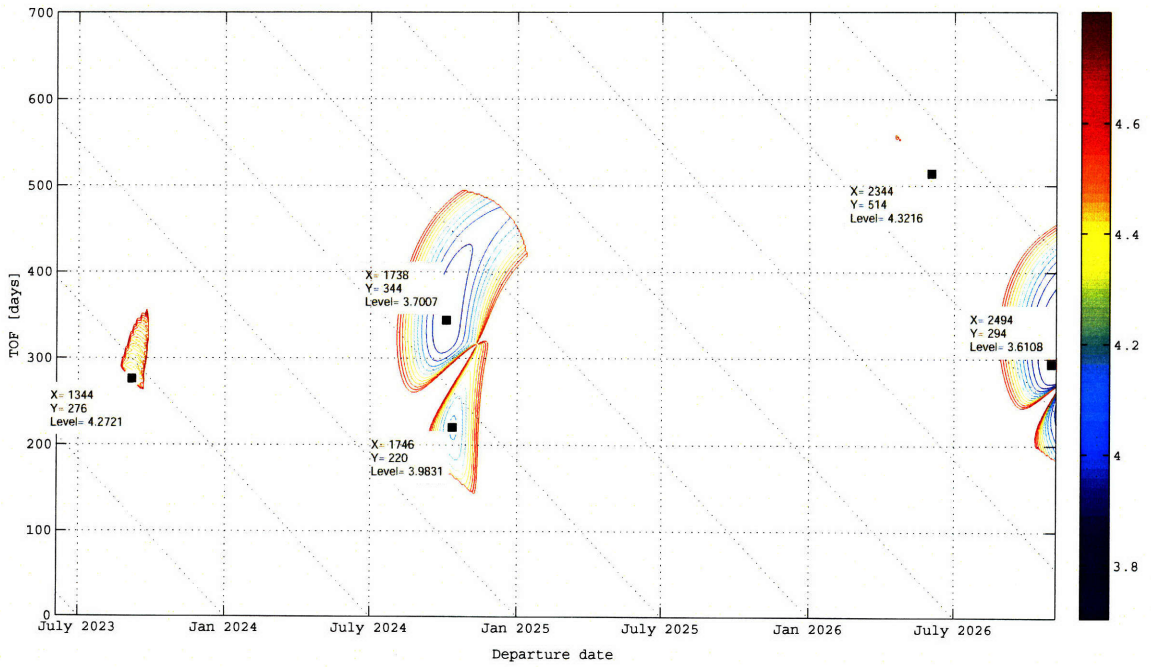 700
600
500
400
300
200
100
0
TOF [days]
X= 1344
Y= 276
Level= 4.2721
X= 1738
Y= 344
Level= 3.7007
X= 1746
Y= 220
Level= 3.9831
X= 2344
Y= 514
Level= 4.3216
X= 2494
Y= 294
Level= 3.6108
4.6
4.4
4.2
4
3.8
July 2023 Jan 2024 July 2024 Jan 2025 July 2025 Jan 2026 July 2026
Departure date